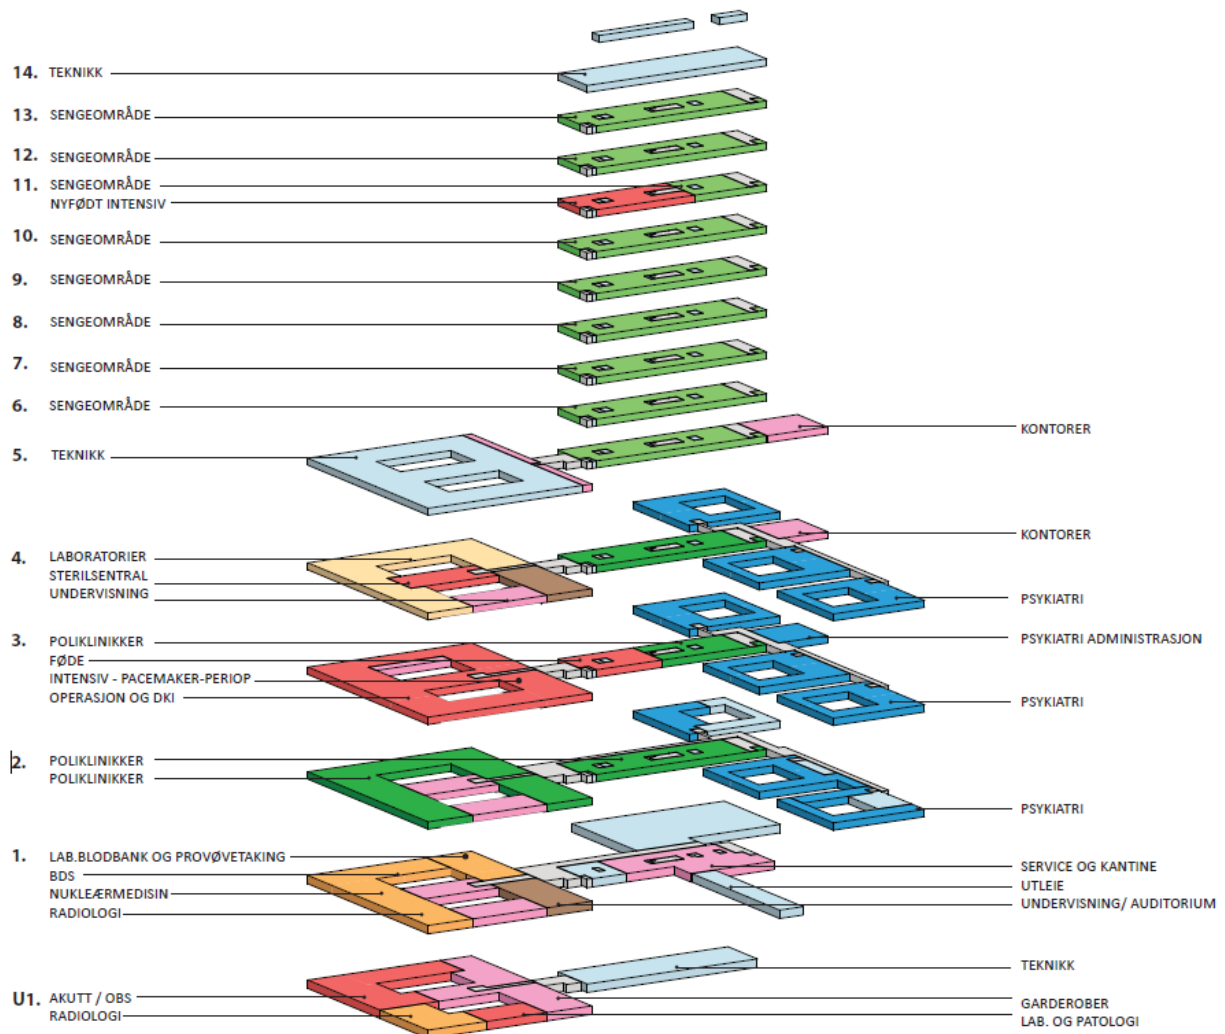 14. TEKNIKK
13. SENGEOMRÅDE
12. SENGEOMRÅDE
11. SENGEOMRÅDE
NYFØDT INTENSIV
10. SENGEOMRÅDE
9. SENGEOMRÅDE
8. SENGEOMRÅDE
7. SENGEOMRÅDE
6. SENGEOMRÅDE
KONTORER
5. TEKNIKK
KONTORER
4. LABORATORIER
STERILSENTRAL
UNDERVISNING
PSYKIATRI
3. POLIKLINIKKER
PSYKIATRI ADMINISTRASJON
FØDE
INTENSIV - PACEMAKER-PERIOP
OPERASJON OG DKI
PSYKIATRI
2. POLIKLINIKKER
POLIKLINIKKER
PSYKIATRI
1. LAB.BLODBANK OG PROVØVETAKING
BDS
NUKLEÆRMEDISIN
RADIOLOGI
SERVICE OG KANTINE
UTLEIE
UNDERVISNING/ AUDITORIUM
TEKNIKK
U1. AKUTT / OBS
RADIOLOGI
GARDEROBER
LAB. OG PATOLOGI